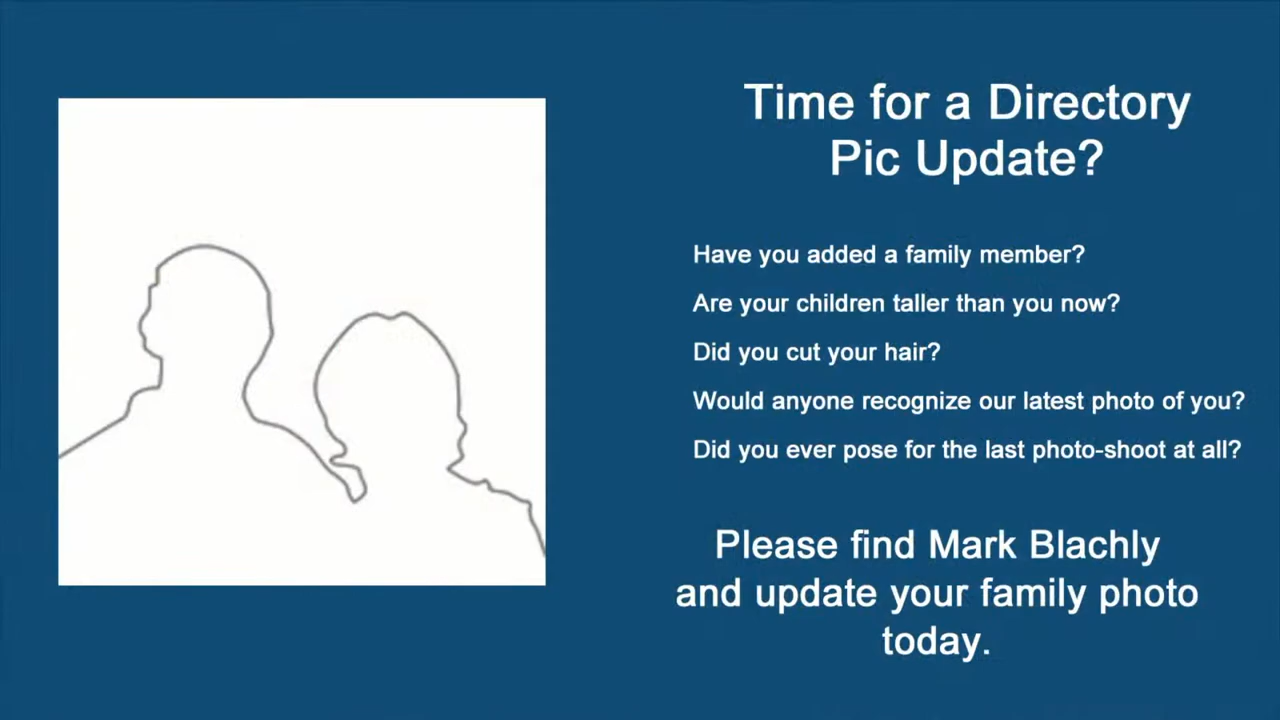 Time for a Directory
Pic Update?
Have you added a family member?
Are your children taller than you now?
Did you cut your hair?
Would anyone recognize our latest photo of you?
Did you ever pose for the last photo-shoot at all?
Please find Mark Blachly
and update your family photo
today.